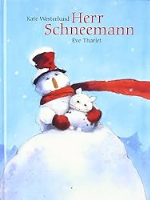 Kate Westerlund
Herr
Schneemann
Eve Tharlet